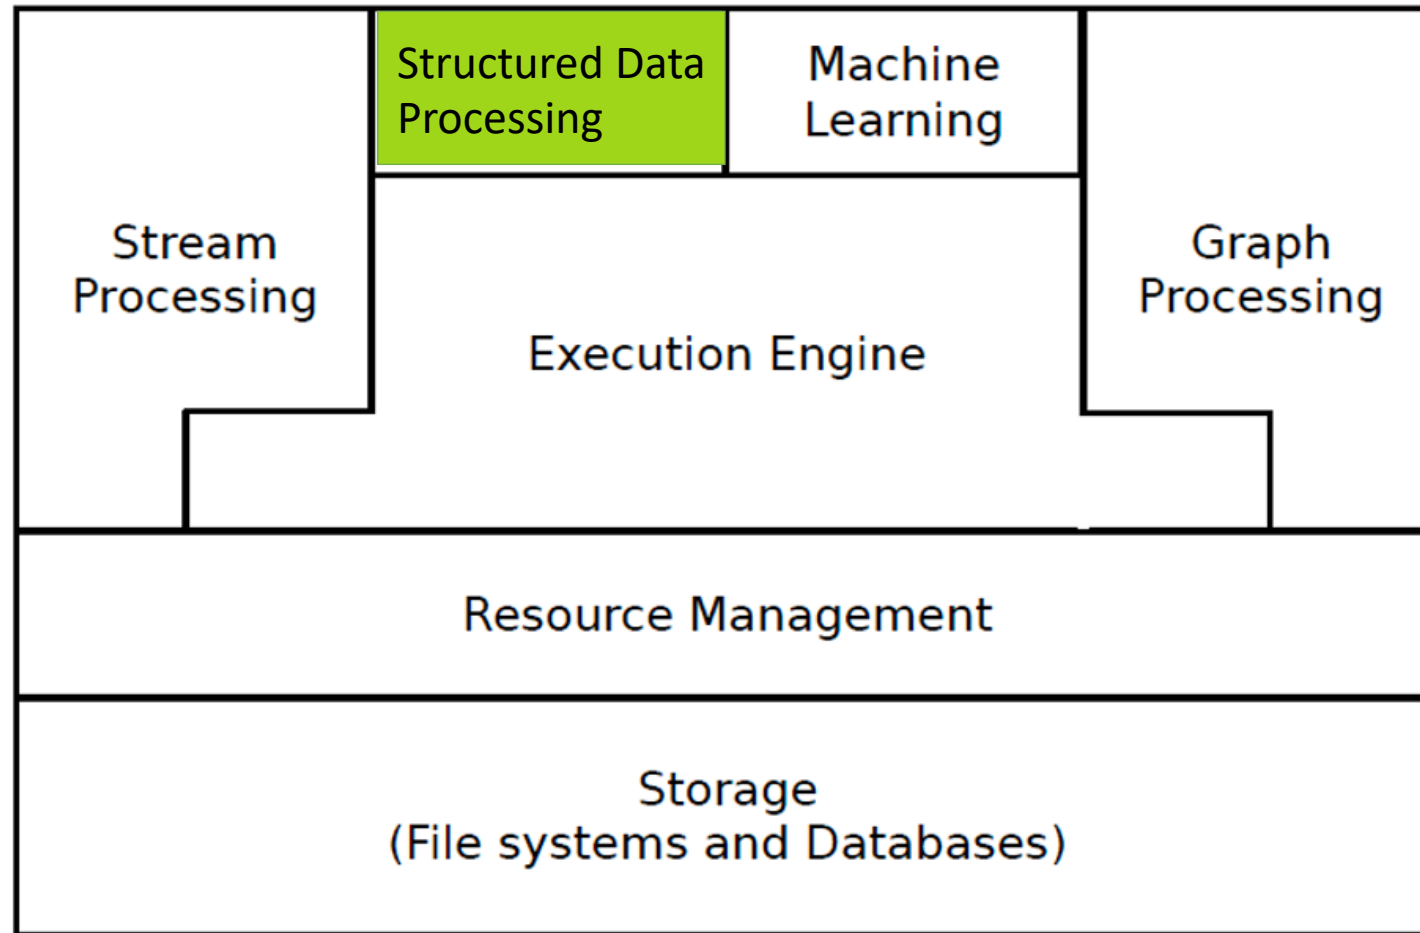 Structured Data
Processing
Machine
Learning
Stream
Processing
Graph
Processing
Execution Engine
Resource Management
Storage
(File systems and Databases)